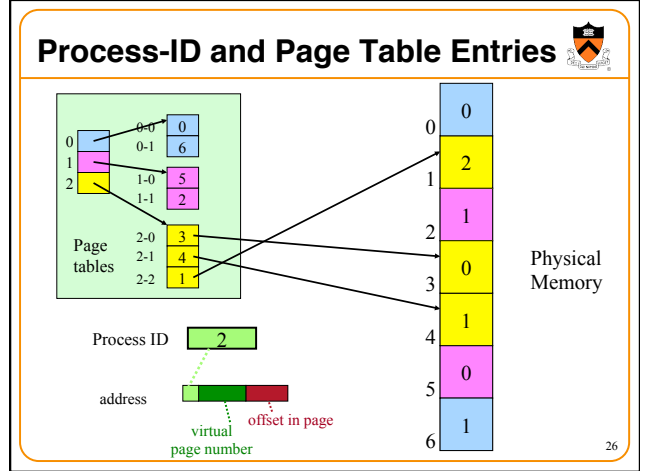 Process-ID and Page Table Entries
0
1
2
0-0 0
0-1 6
1-0 5
1-1 2
2-0 3
2-1 4
2-2 1
Page
tables
0 0
1 2
2 1
3 0
4 1
5 0
6 1
Physical
Memory
Process ID 2
address
virtual
page number
offset in page
26